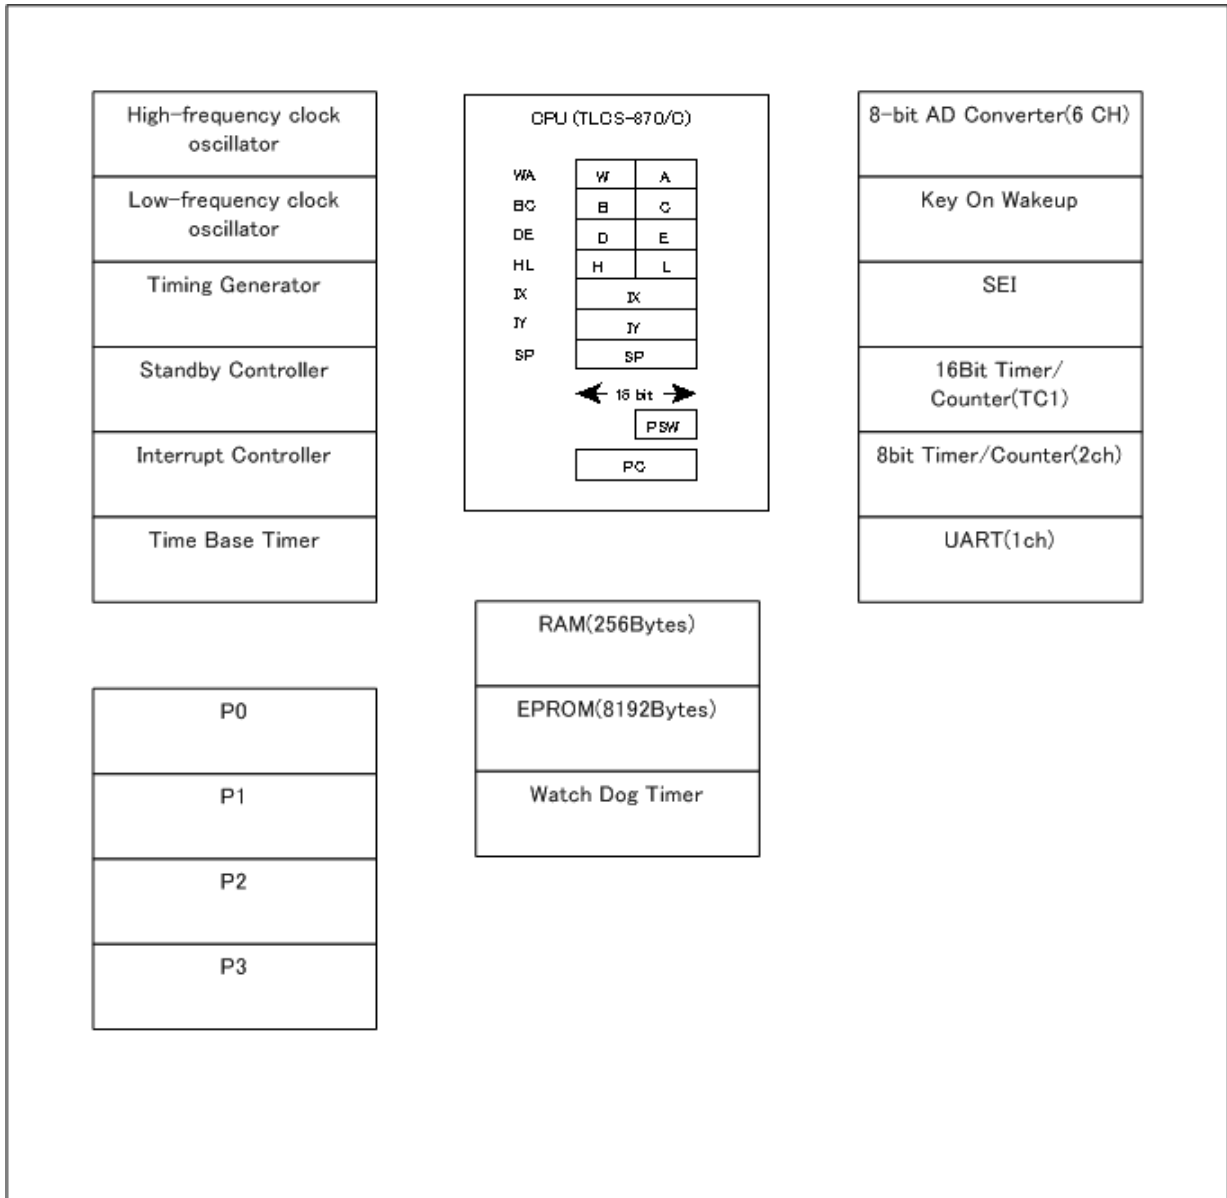 High-frequency clock
oscillator
Low-frequency clock
oscillator
Timing Generator
Standby Controller
Interrupt Controller
Time Base Timer
P0
P1
P2
P3
CPU (TLCS-870/C)
WA W A
BC B C
DE D E
HL H L
IX IX
IY IY
SP SP
16 bit
PSW
PC
RAM(256Bytes)
EPROM(8192Bytes)
Watch Dog Timer
8-bit AD Converter(6 CH)
Key On Wakeup
SEI
16Bit Timer/
Counter(TC1)
8bit Timer/Counter(2ch)
UART(1ch)